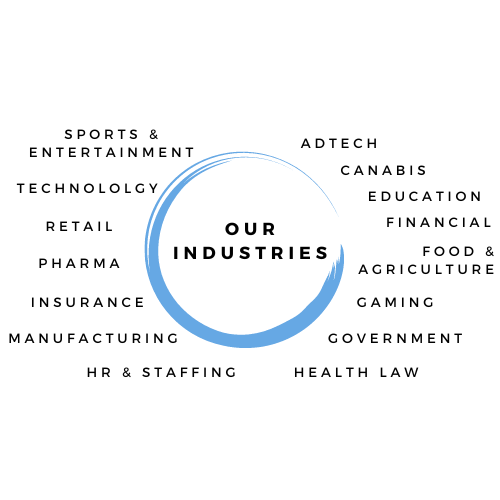 SPORTS &
ENTERTAINMENT
TECHNOLOLGY
RETAIL
PHARMA
INSURANCE
MANUFACTURING
HR & STAFFING
OUR
INDUSTRIES
ADTECH
CANABIS
EDUCATION
FINANCIAL
FOOD &
AGRICULTURE
GAMING
GOVERNMENT
HEALTH LAW